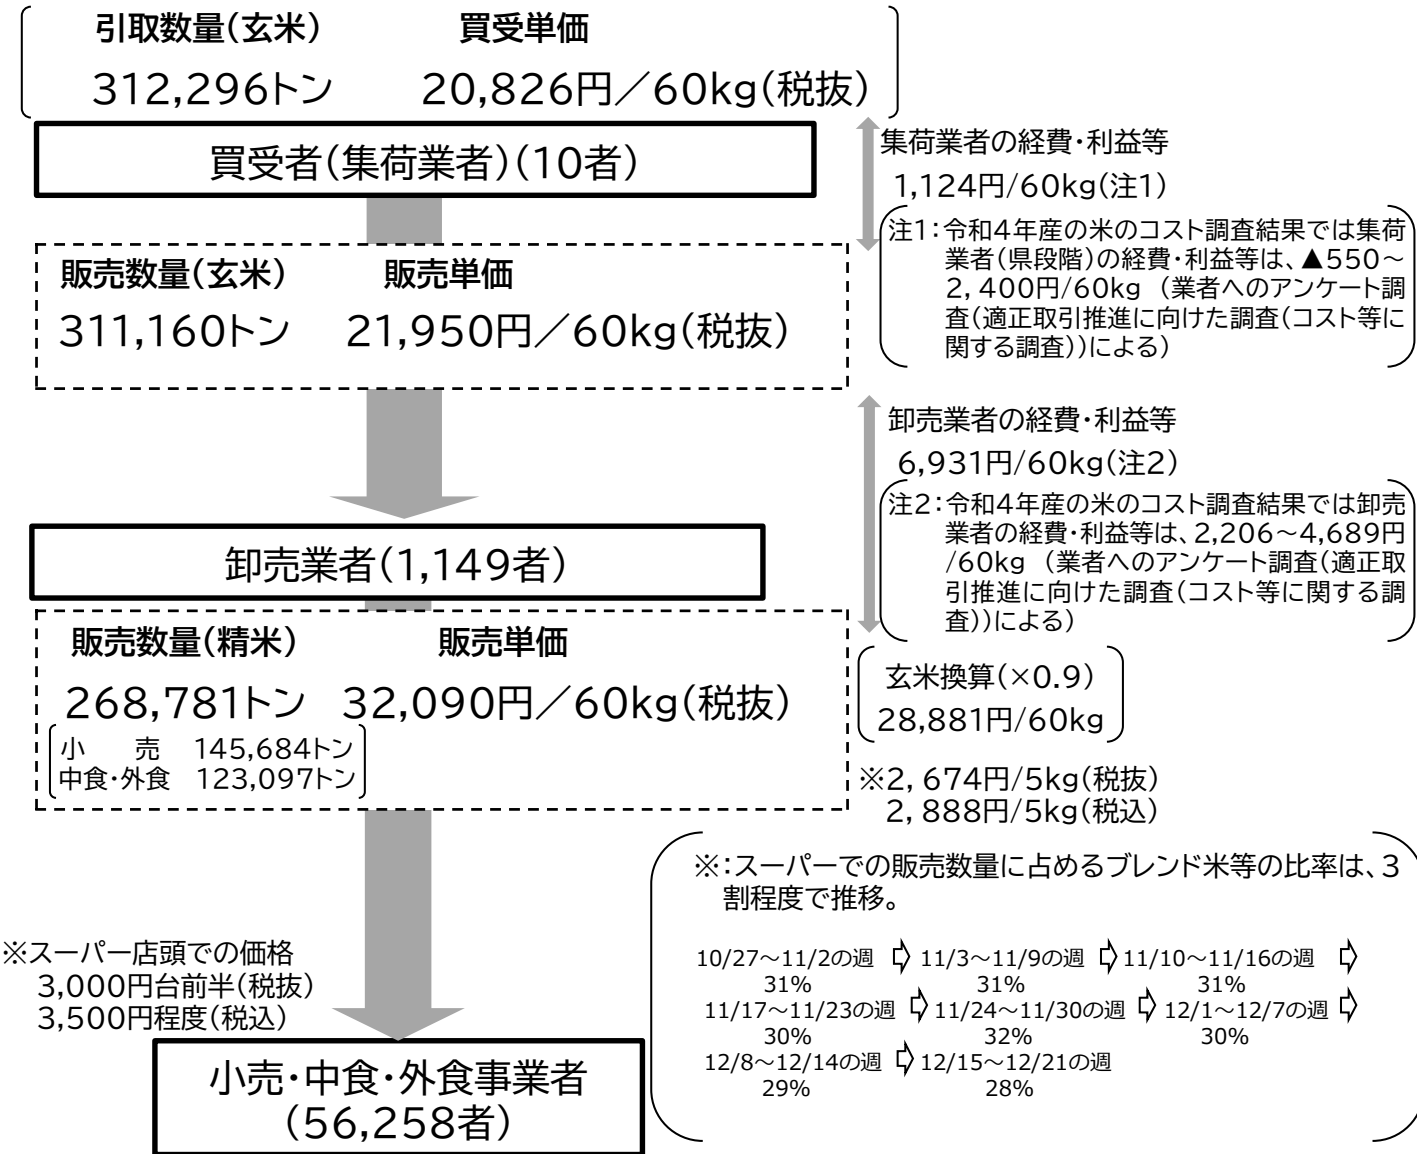 引取数量(玄米) 買受単価
312,296トン 20,826円／60kg(税抜)
買受者(集荷業者)(10者)
集荷業者の経費・利益等
1,124円/60kg(注1)
注1：令和4年産の米のコスト調査結果では集荷
業者(県段階)の経費・利益等は、▲550～
2,400円/60kg （業者へのアンケート調
査(適正取引推進に向けた調査(コスト等に
関する調査))による）
販売数量(玄米) 販売単価
311,160トン 21,950円／60kg(税抜)
卸売業者の経費・利益等
6,931円/60kg(注2)
注2：令和4年産の米のコスト調査結果では卸売
業者の経費・利益等は、2,206～4,689円
/60kg （業者へのアンケート調査(適正取
引推進に向けた調査(コスト等に関する調
査))による）
卸売業者(1,149者)
販売数量(精米) 販売単価
268,781トン 32,090円／60kg(税抜)
小　売 145,684トン
中食・外食 123,097トン
玄米換算(×0.9)
28,881円/60kg
※2,674円/5kg(税抜)
2,888円/5kg(税込)
※：スーパーでの販売数量に占めるブレンド米等の比率は、3
割程度で推移。
10/27～11/2の週 ⇨ 11/3～11/9の週 ⇨ 11/10～11/16の週 ⇨
31% 31% 31%
11/17～11/23の週 ⇨ 11/24～11/30の週 ⇨ 12/1～12/7の週 ⇨
30% 32% 30%
12/8～12/14の週 ⇨ 12/15～12/21の週
29% 28%
※スーパー店頭での価格
3,000円台前半(税抜)
3,500円程度(税込)
小売・中食・外食事業者
(56,258者)